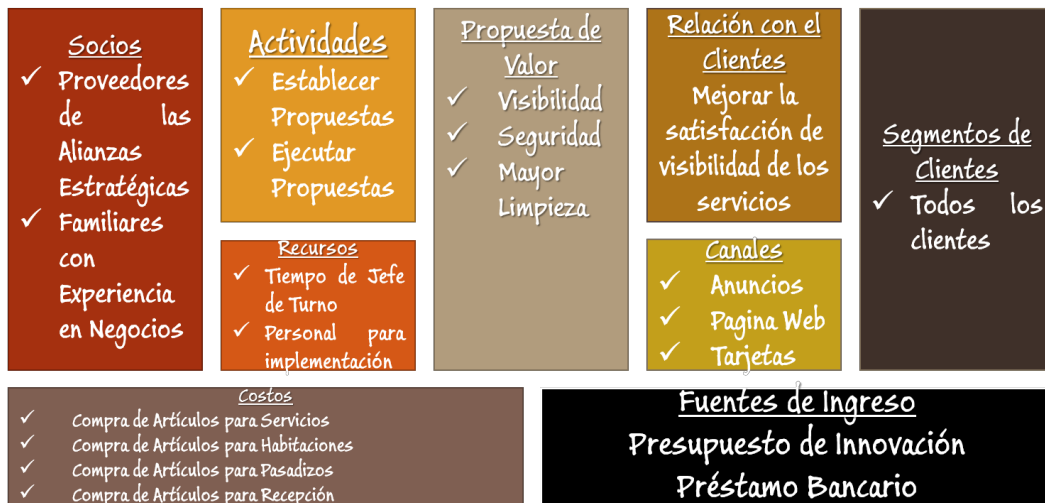 Socios
✓ Proveedores
de las
Alianzas
Estratégicas
✓ Familiares
con
Experiencia
en Negocios
Actividades
✓ Establecer
Propuestas
✓ Ejecutar
Propuestas
Recursos
✓ Tiempo de Jefe
de Turno
✓ Personal para
implementación
Propuesta de
Valor
✓ Visibilidad
✓ Seguridad
✓ Mayor
Limpieza
Relación con el
Clientes
Mejorar la
satisfacción de
visibilidad de los
servicios
Canales
✓ Anuncios
✓ Pagina Web
✓ Tarjetas
Segmentos de
Clientes
✓ Todos los
clientes
Costos
✓ Compra de Artículos para Servicios
✓ Compra de Artículos para Habitaciones
✓ Compra de Artículos para Pasadizos
✓ Compra de Artículos para Recepción
Fuentes de Ingreso
Presupuesto de Innovación
Préstamo Bancario